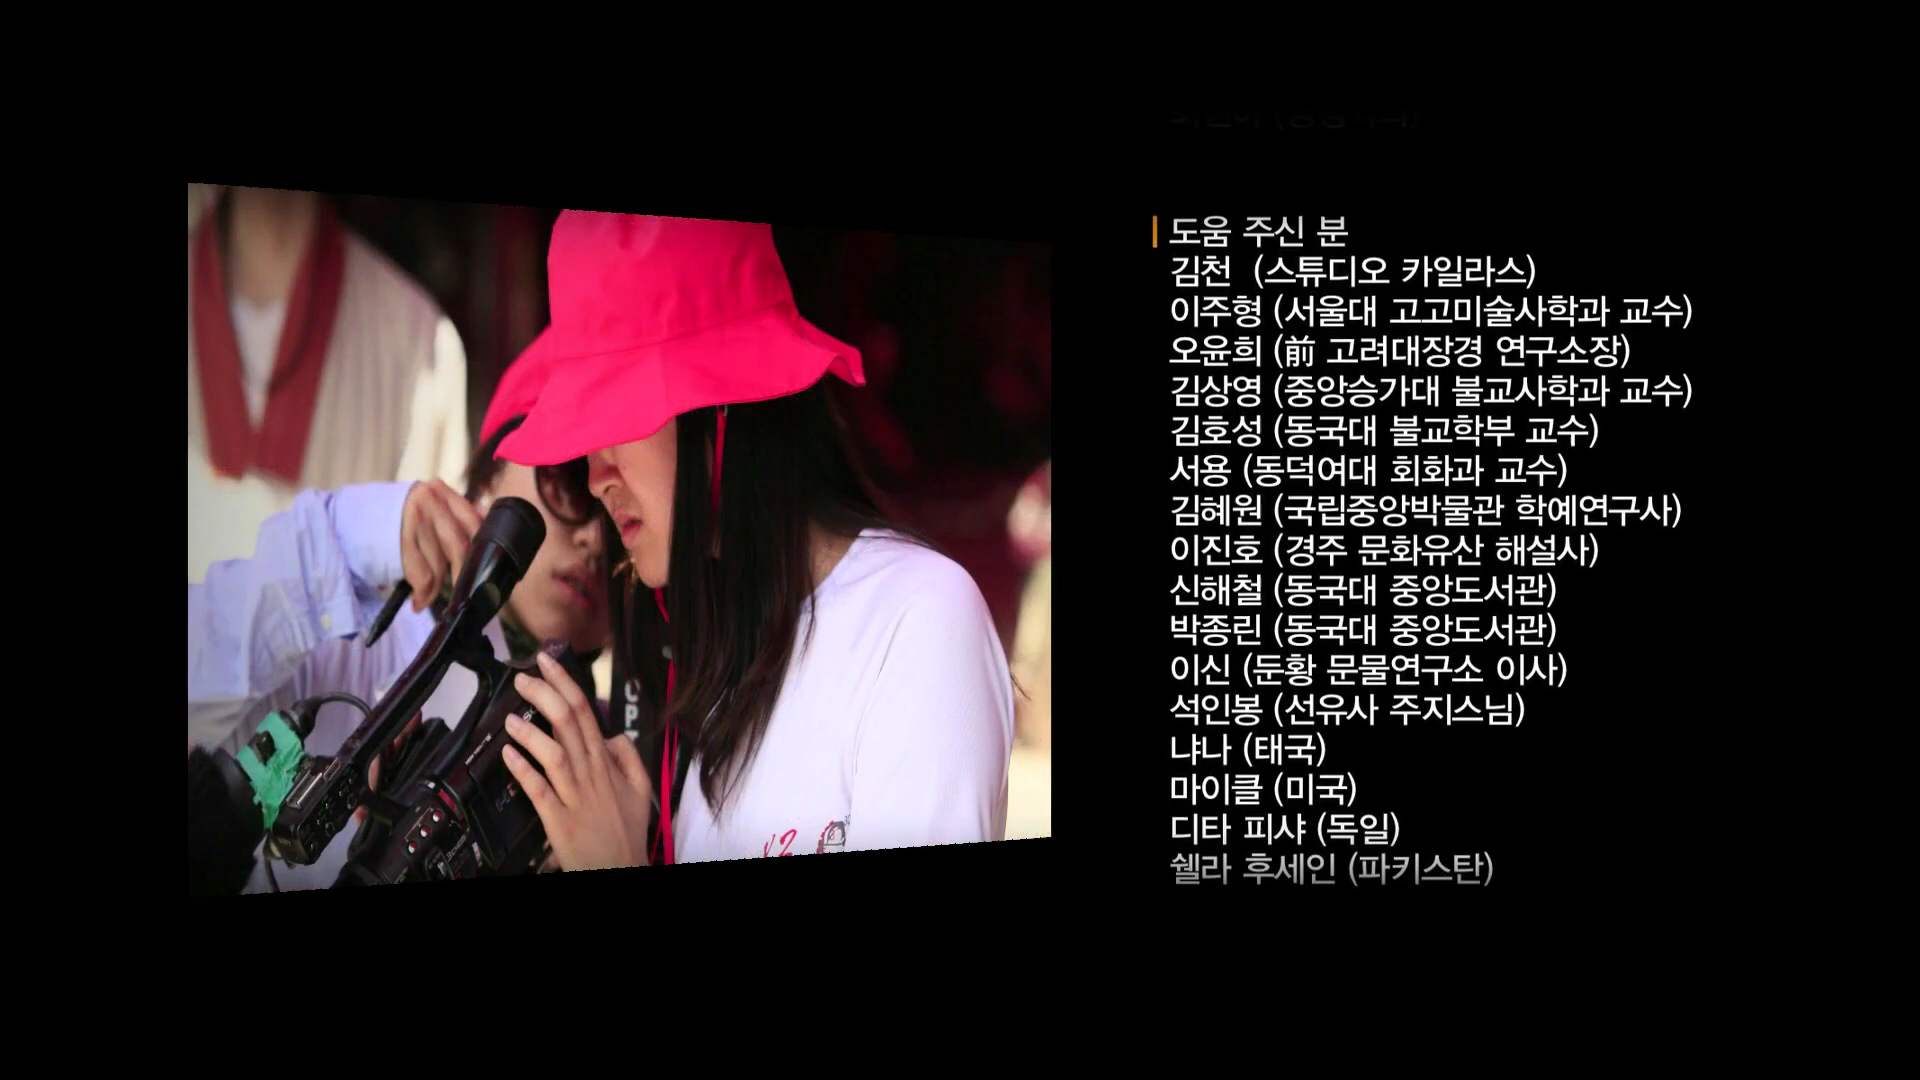 도움 주신 분
김천 (스튜디오 카일라스)
이주형 (서울대 고고미술사학과 교수)
오윤희 (前 고려대장경 연구소장)
김상영 (중앙승가대 불교사학과 교수)
김호성 (동국대 불교학부 교수)
서용 (동덕여대 회화과 교수)
김혜원 (국립중앙박물관 학예연구사)
이진호 (경주 문화유산 해설사)
신해철 (동국대 중앙도서관)
박종린 (동국대 중앙도서관)
이신 (둔황 문물연구소 이사)
석인봉 (선유사 주지스님)
냐나 (태국)
마이클 (미국)
디타 피샤 (독일)
쉘라 후세인 (파키스탄)